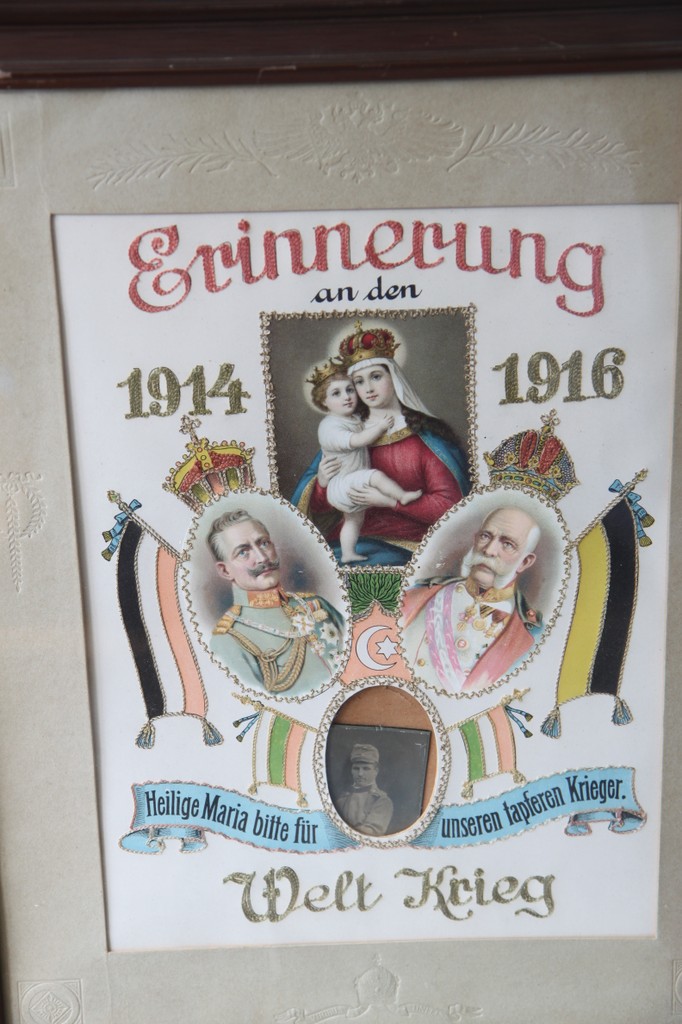 Erinnerung
an den
1914 1916
Heilige Maria bitte für unseren tapferen Krieger.
Welt Krieg